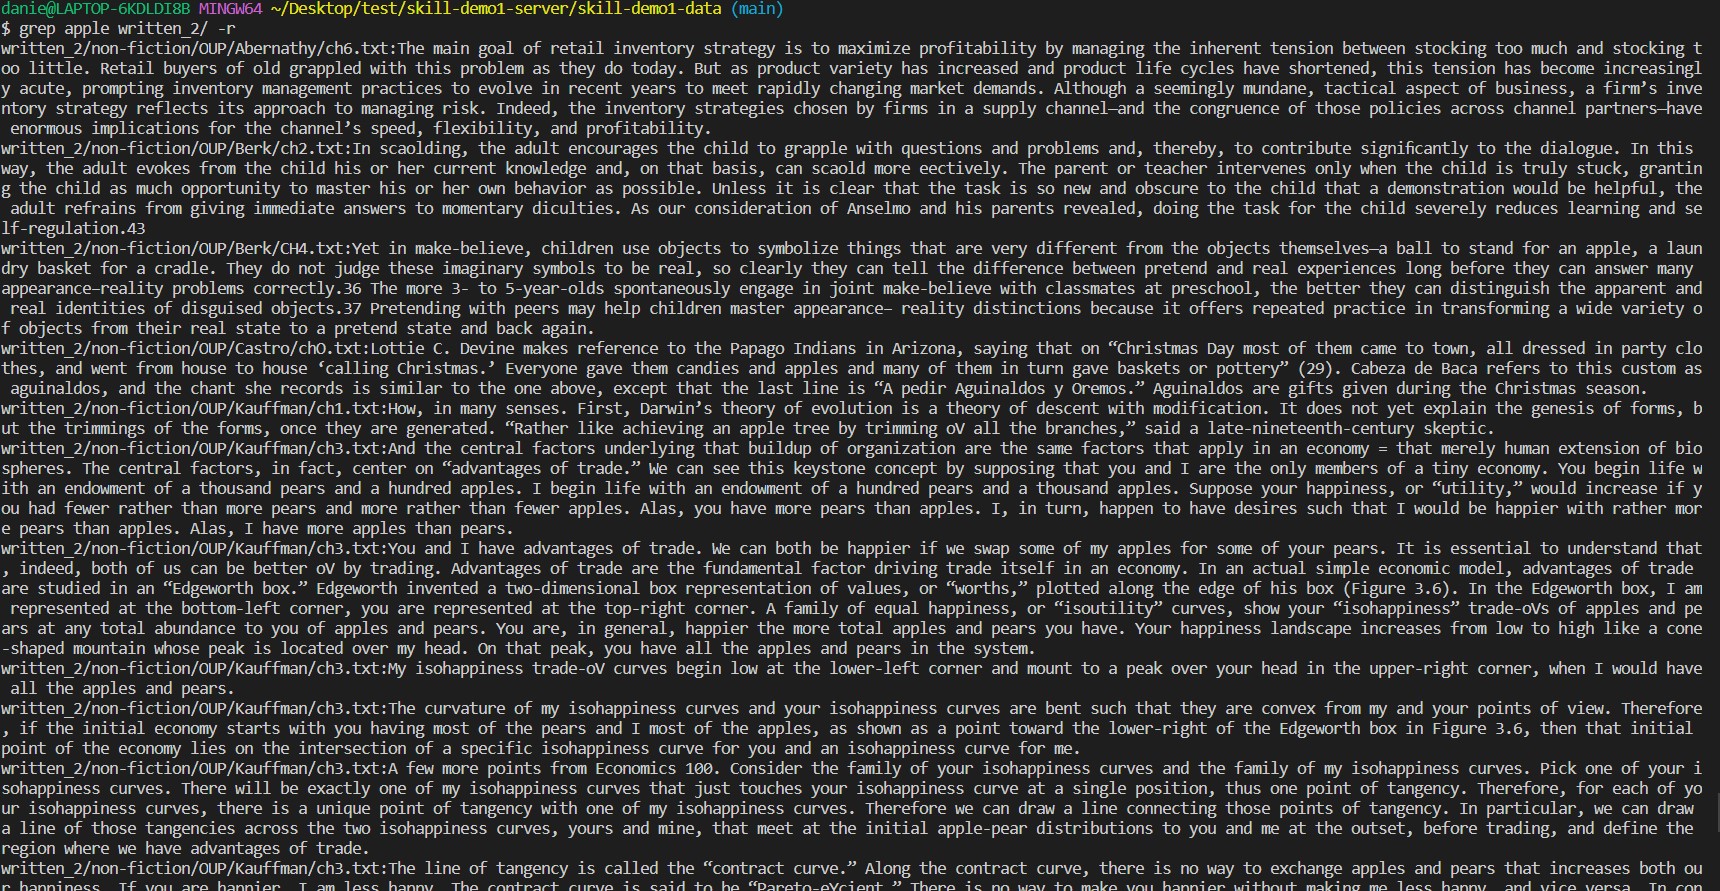 danie@LAPTOP-6KDLDI8B MINGW64 ~/Desktop/test/skill-demo1-server/skill-demo1-data (main)
$ grep apple written_2/ -r
written_2/non-fiction/OUP/Abernathy/ch6.txt:The main goal of retail inventory strategy is to maximize profitability by managing the inherent tension between stocking too much and stocking t
oo little. Retail buyers of old grappled with this problem as they do today. But as product variety has increased and product life cycles have shortened, this tension has become increasingl
y acute, prompting inventory management practices to evolve in recent years to meet rapidly changing market demands. Although a seemingly mundane, tactical aspect of business, a firm’s inve
ntory strategy reflects its approach to managing risk. Indeed, the inventory strategies chosen by firms in a supply channel—and the congruence of those policies across channel partners—have
 enormous implications for the channel’s speed, flexibility, and profitability.
written_2/non-fiction/OUP/Berk/ch2.txt:In scaolding, the adult encourages the child to grapple with questions and problems and, thereby, to contribute significantly to the dialogue. In this
way, the adult evokes from the child his or her current knowledge and, on that basis, can scaold more eectively. The parent or teacher intervenes only when the child is truly stuck, grantin
g the child as much opportunity to master his or her own behavior as possible. Unless it is clear that the task is so new and obscure to the child that a demonstration would be helpful, the
 adult refrains from giving immediate answers to momentary diculties. As our consideration of Anselmo and his parents revealed, doing the task for the child severely reduces learning and se
lf-regulation.43
written_2/non-fiction/OUP/Berk/CH4.txt:Yet in make-believe, children use objects to symbolize things that are very different from the objects themselves—a ball to stand for an apple, a laun
dry basket for a cradle. They do not judge these imaginary symbols to be real, so clearly they can tell the difference between pretend and real experiences long before they can answer many
appearance–reality problems correctly.36 The more 3- to 5-year-olds spontaneously engage in joint make-believe with classmates at preschool, the better they can distinguish the apparent and
 real identities of disguised objects.37 Pretending with peers may help children master appearance– reality distinctions because it offers repeated practice in transforming a wide variety o
f objects from their real state to a pretend state and back again.
written_2/non-fiction/OUP/Castro/chO.txt:Lottie C. Devine makes reference to the Papago Indians in Arizona, saying that on “Christmas Day most of them came to town, all dressed in party clo
thes, and went from house to house ‘calling Christmas.’ Everyone gave them candies and apples and many of them in turn gave baskets or pottery” (29). Cabeza de Baca refers to this custom as
 aguinaldos, and the chant she records is similar to the one above, except that the last line is “A pedir Aguinaldos y Oremos.” Aguinaldos are gifts given during the Christmas season.
written_2/non-fiction/OUP/Kauffman/ch1.txt:How, in many senses. First, Darwin’s theory of evolution is a theory of descent with modification. It does not yet explain the genesis of forms, b
ut the trimmings of the forms, once they are generated. “Rather like achieving an apple tree by trimming oV all the branches,” said a late-nineteenth-century skeptic.
written_2/non-fiction/OUP/Kauffman/ch3.txt:And the central factors underlying that buildup of organization are the same factors that apply in an economy = that merely human extension of bio
spheres. The central factors, in fact, center on “advantages of trade.” We can see this keystone concept by supposing that you and I are the only members of a tiny economy. You begin life w
ith an endowment of a thousand pears and a hundred apples. I begin life with an endowment of a hundred pears and a thousand apples. Suppose your happiness, or “utility,” would increase if y
ou had fewer rather than more pears and more rather than fewer apples. Alas, you have more pears than apples. I, in turn, happen to have desires such that I would be happier with rather mor
e pears than apples. Alas, I have more apples than pears.
written_2/non-fiction/OUP/Kauffman/ch3.txt:You and I have advantages of trade. We can both be happier if we swap some of my apples for some of your pears. It is essential to understand that
, indeed, both of us can be better oV by trading. Advantages of trade are the fundamental factor driving trade itself in an economy. In an actual simple economic model, advantages of trade
are studied in an “Edgeworth box.” Edgeworth invented a two-dimensional box representation of values, or “worths,” plotted along the edge of his box (Figure 3.6). In the Edgeworth box, I am
 represented at the bottom-left corner, you are represented at the top-right corner. A family of equal happiness, or “isoutility” curves, show your “isohappiness” trade-oVs of apples and pe
ars at any total abundance to you of apples and pears. You are, in general, happier the more total apples and pears you have. Your happiness landscape increases from low to high like a cone
-shaped mountain whose peak is located over my head. On that peak, you have all the apples and pears in the system.
written_2/non-fiction/OUP/Kauffman/ch3.txt:My isohappiness trade-oV curves begin low at the lower-left corner and mount to a peak over your head in the upper-right corner, when I would have
 all the apples and pears.
written_2/non-fiction/OUP/Kauffman/ch3.txt:The curvature of my isohappiness curves and your isohappiness curves are bent such that they are convex from my and your points of view. Therefore
, if the initial economy starts with you having most of the pears and I most of the apples, as shown as a point toward the lower-right of the Edgeworth box in Figure 3.6, then that initial
point of the economy lies on the intersection of a specific isohappiness curve for you and an isohappiness curve for me.
written_2/non-fiction/OUP/Kauffman/ch3.txt:A few more points from Economics 100. Consider the family of your isohappiness curves and the family of my isohappiness curves. Pick one of your i
sohappiness curves. There will be exactly one of my isohappiness curves that just touches your isohappiness curve at a single position, thus one point of tangency. Therefore, for each of yo
ur isohappiness curves, there is a unique point of tangency with one of my isohappiness curves. Therefore we can draw a line connecting those points of tangency. In particular, we can draw
a line of those tangencies across the two isohappiness curves, yours and mine, that meet at the initial apple-pear distributions to you and me at the outset, before trading, and define the
region where we have advantages of trade.
written_2/non-fiction/OUP/Kauffman/ch3.txt:The line of tangency is called the “contract curve.” Along the contract curve, there is no way to exchange apples and pears that increases both ou
r happiness. If you are happier, I am less happy. The contract curve is said to be “Pareto-eYcient.” There is no way to make you happier without making me less happy, and vice versa. In con